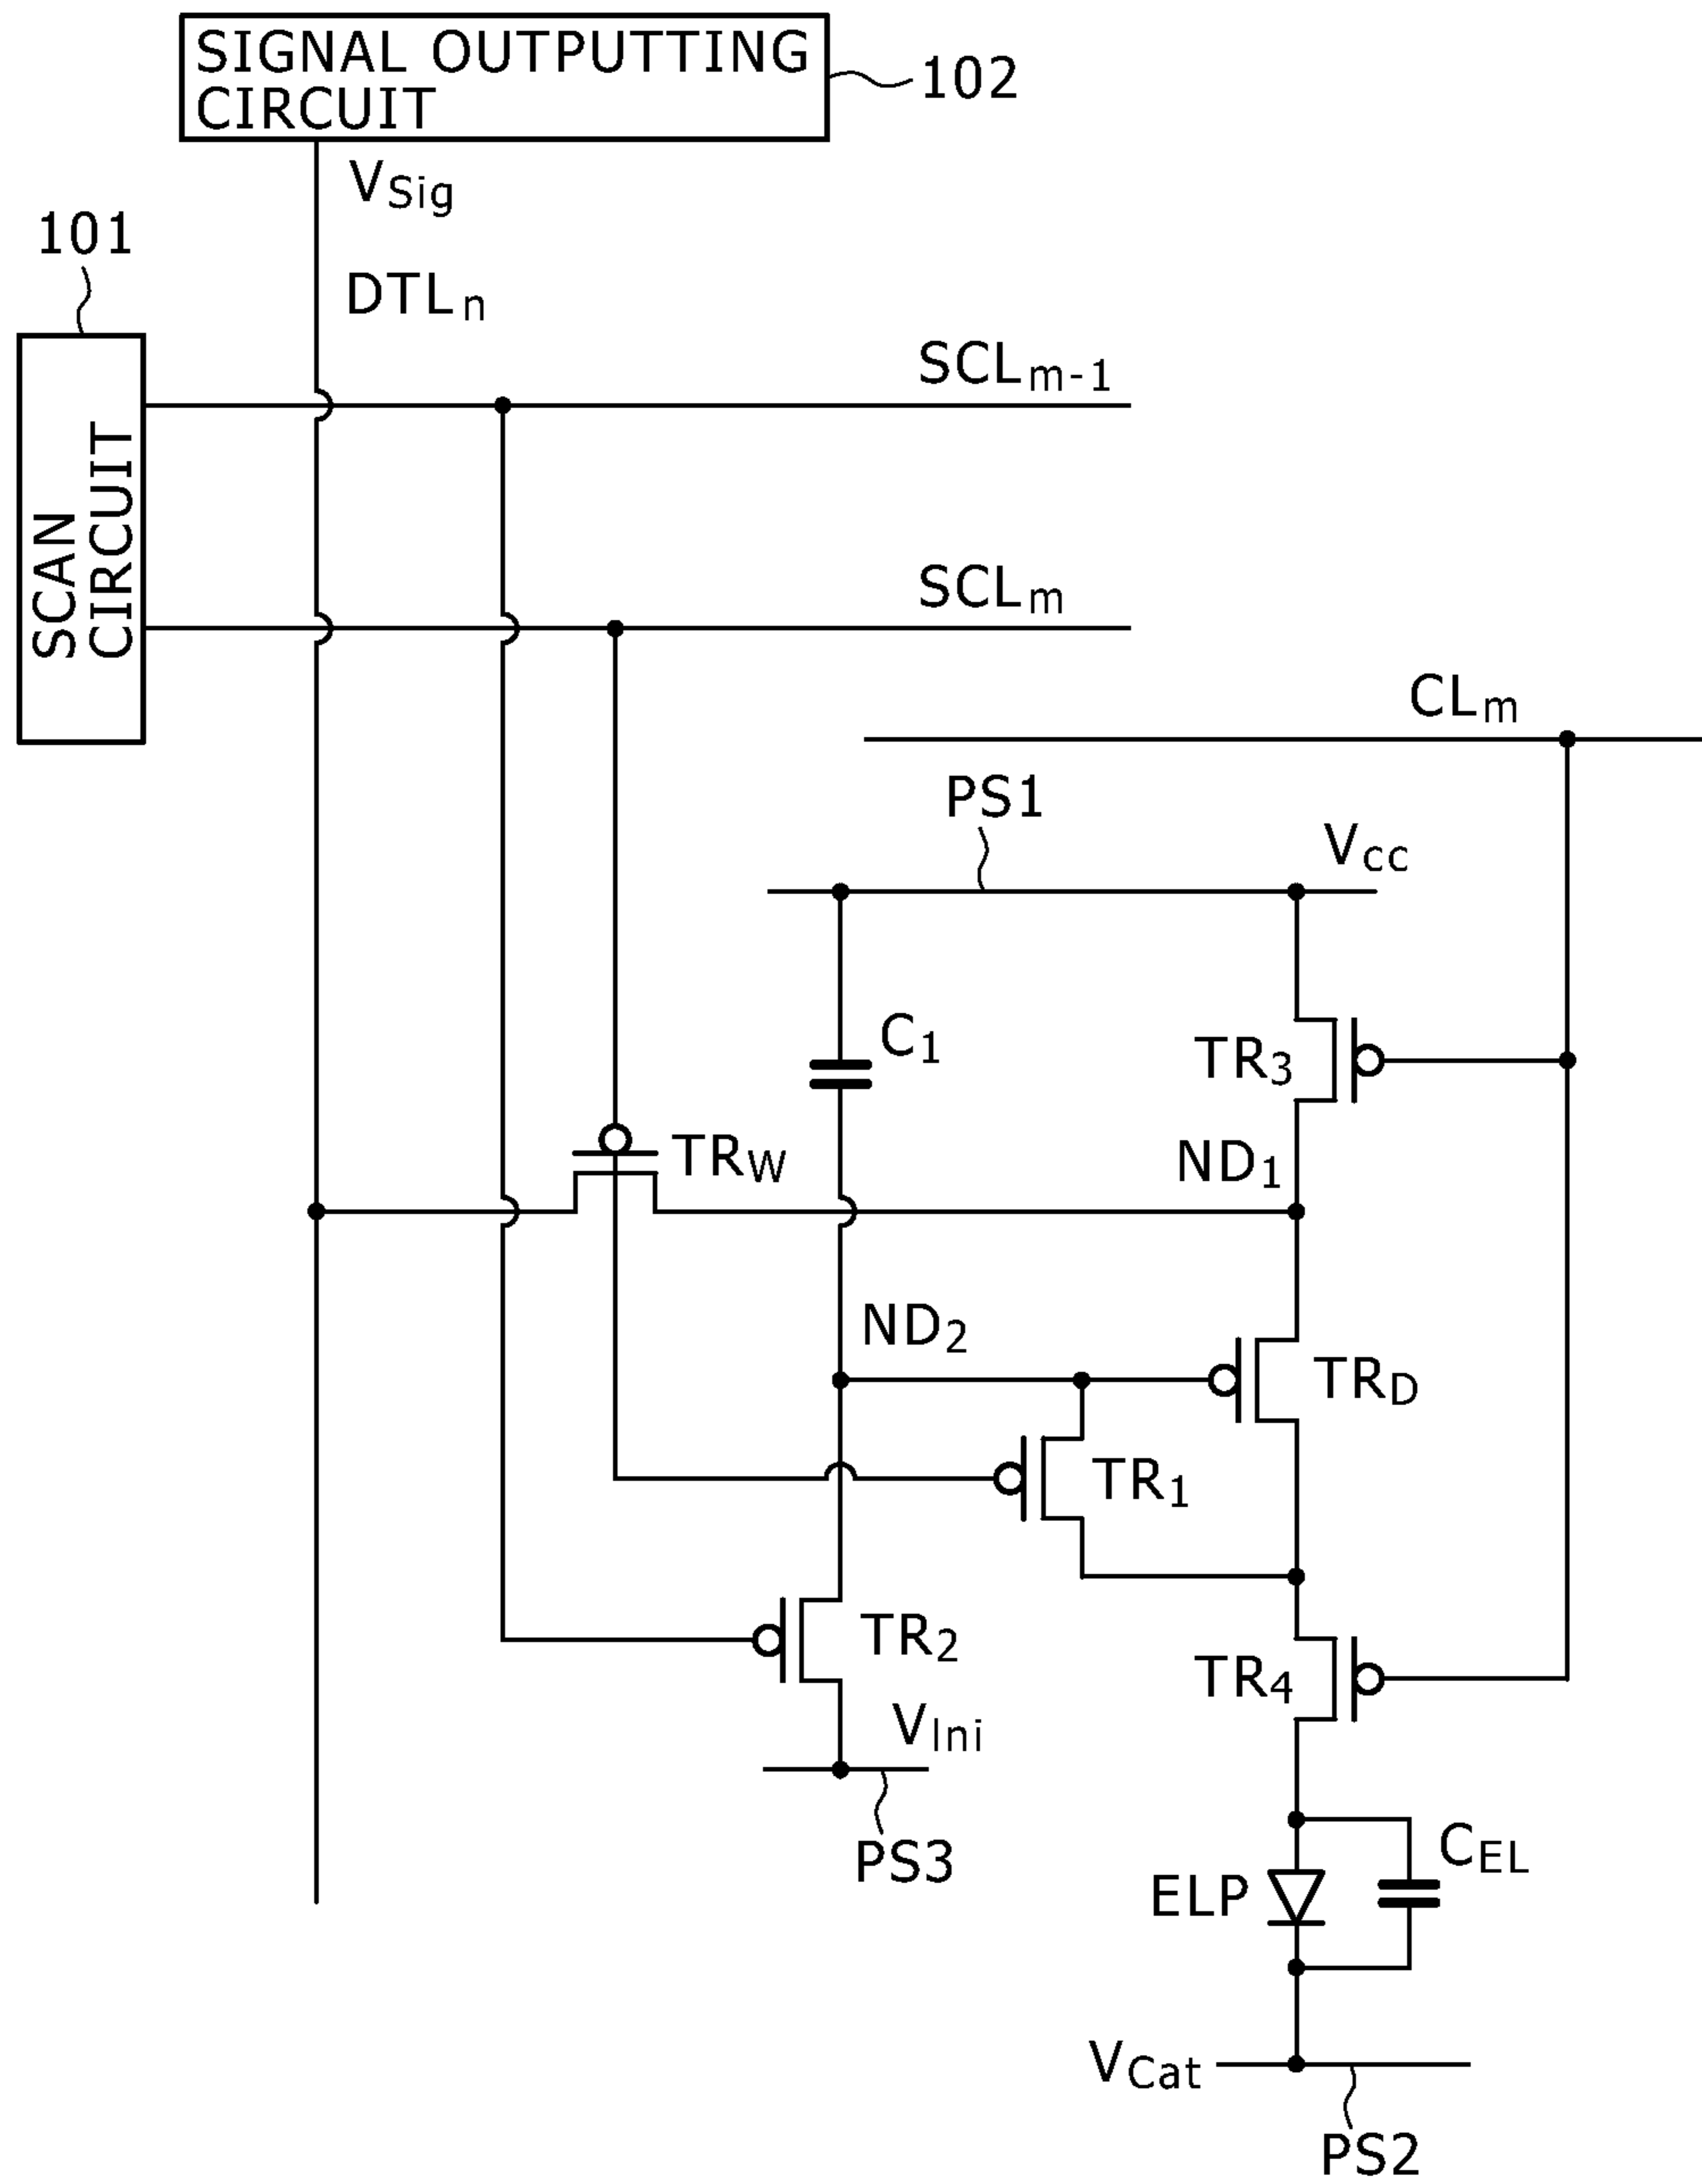 SIGNAL OUTPUTTING
CIRCUIT
102
VSig
101
DTLn
SCLm-1
SCAN
CIRCUIT
SCLm
CLm
PS1
Vcc
C1
TR3
TRW
ND1
ND2
TRD
TR1
TR2
TR4
VIni
PS3
CEL
ELP
VCat
PS2